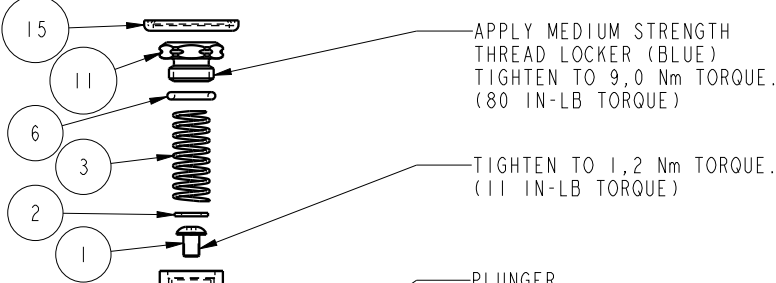 15
APPLY MEDIUM STRENGTH
THREAD LOCKER (BLUE)
11
TIGHTEN TO 9,0 Nm TORQUE.
(80 IN-LB TORQUE)
6
3
TIGHTEN TO 1,2 Nm TORQUE.
(11 IN-LB TORQUE)
2
1
PLUNGER